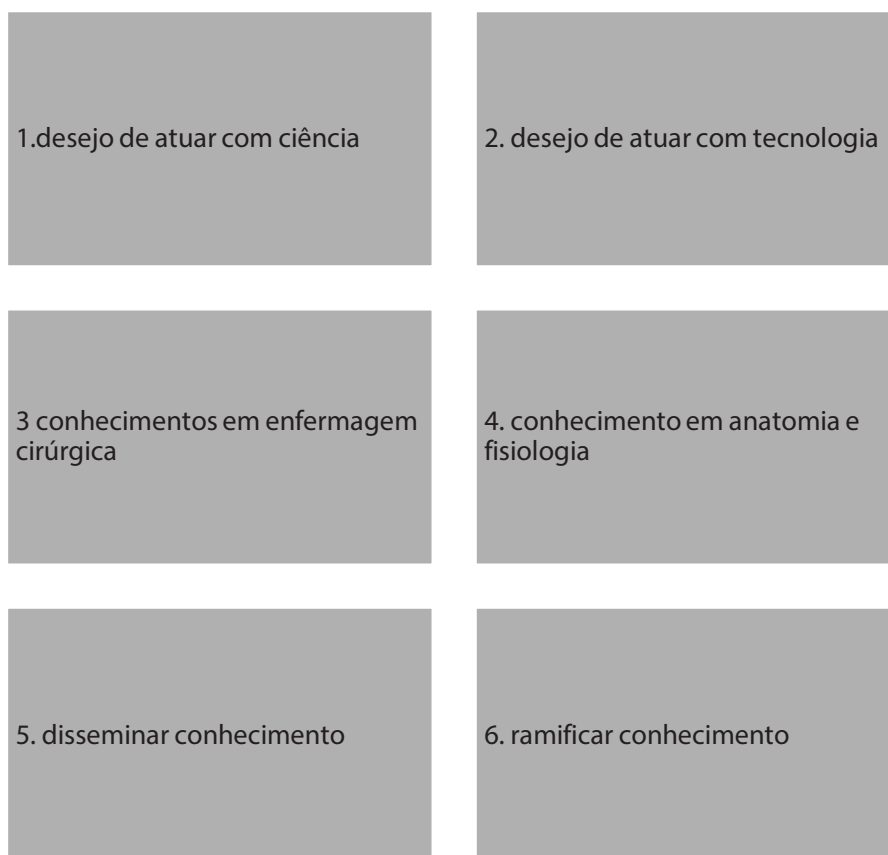 1.desejo de atuar com ciência
2. desejo de atuar com tecnologia
3 conhecimentos em enfermagem
cirúrgica
4. conhecimento em anatomia e
fisiologia
5. disseminar conhecimento
6. ramificar conhecimento